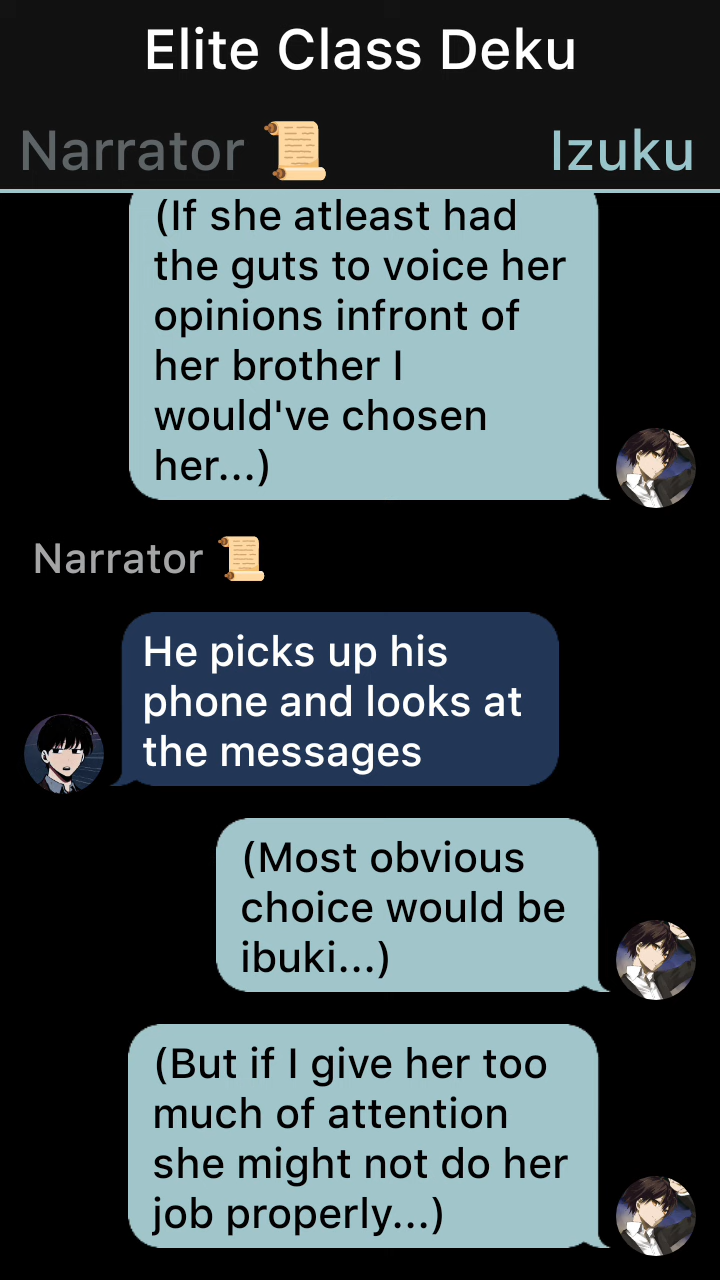 Elite Class Deku
Narrator 📜
Izuku
(If she atleast had
the guts to voice her
opinions infront of
her brother I
would've chosen
her...)
Narrator 📜
He picks up his
phone and looks at
the messages
(Most obvious
choice would be
ibuki...)
(But if I give her too
much of attention
she might not do her
job properly...)